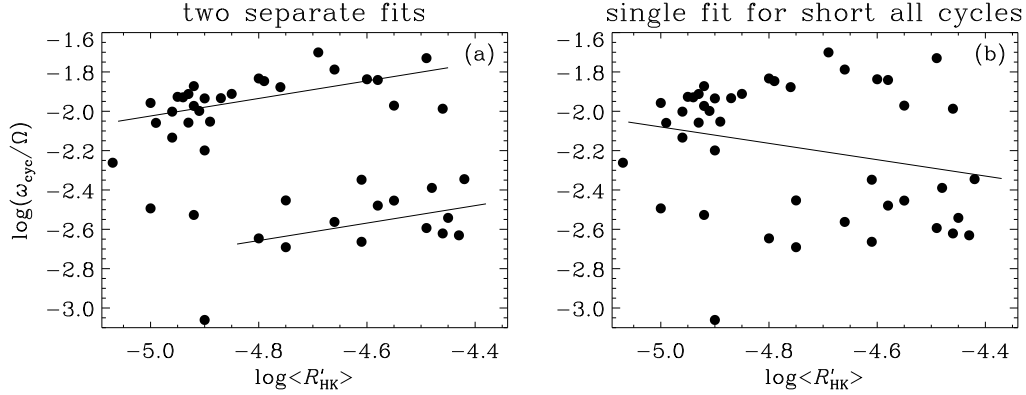 two separate fits
single fit for short all cycles
(a)
(b)
−1.6
−1.8
−2.0
−2.2
−2.4
−2.6
−2.8
−3.0
log(ω_cyc/Ω)
−5.0 −4.8 −4.6 −4.4
log<R′_HK>
−1.6
−1.8
−2.0
−2.2
−2.4
−2.6
−2.8
−3.0
−5.0 −4.8 −4.6 −4.4
log<R′_HK>